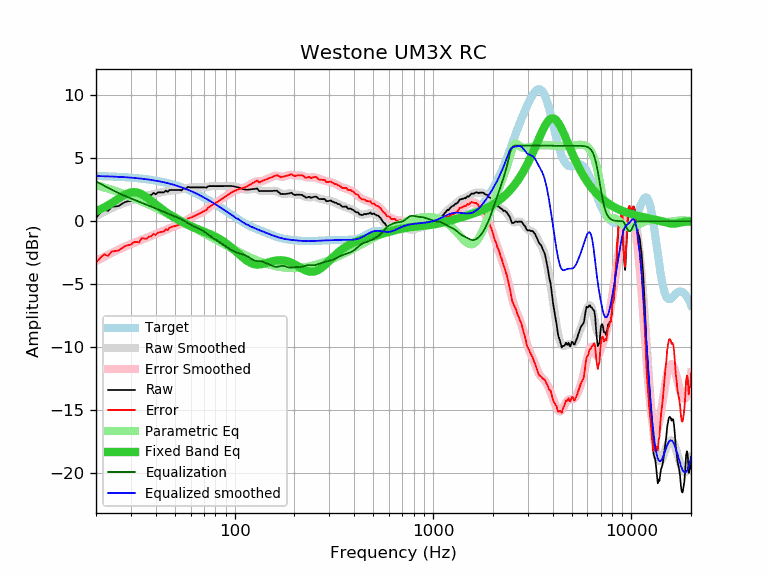 Westone UM3X RC
Amplitude (dBr)
10
5
0
−5
−10
−15
−20
Target
Raw Smoothed
Error Smoothed
Raw
Error
Parametric Eq
Fixed Band Eq
Equalization
Equalized smoothed
100
1000
10000
Frequency (Hz)